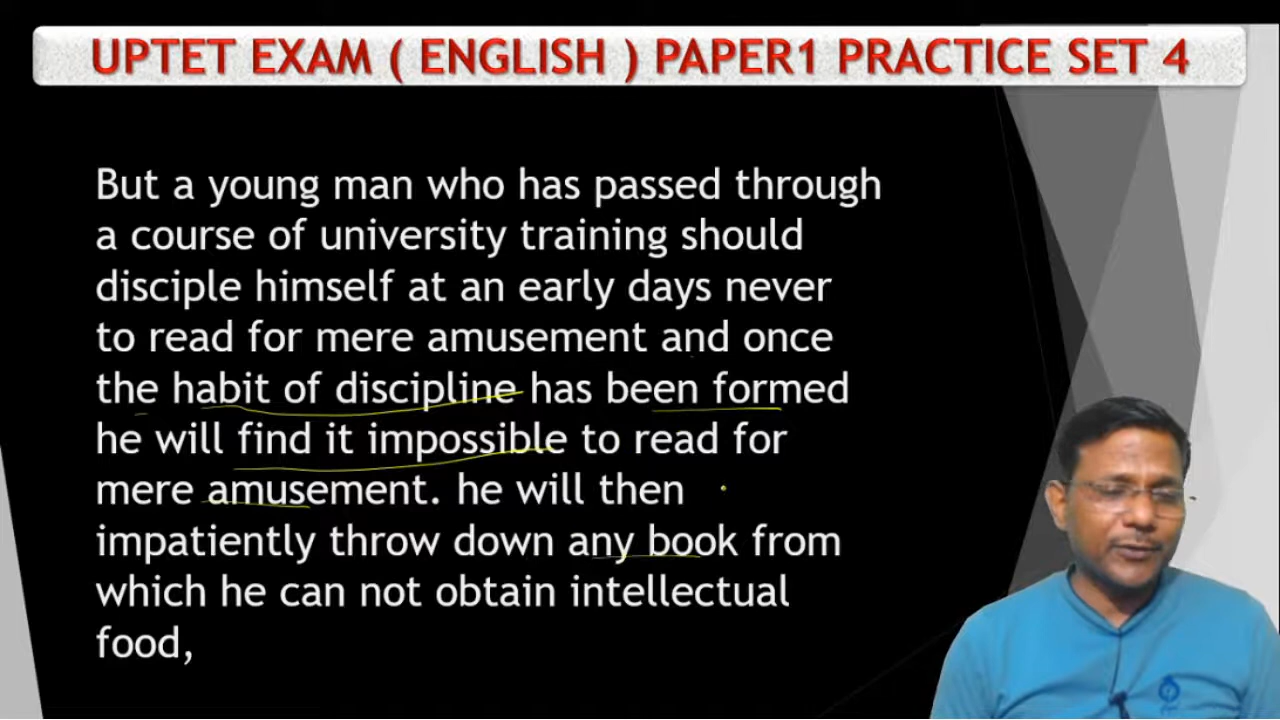 UPTET EXAM ( ENGLISH ) PAPER1 PRACTICE SET 4
But a young man who has passed through
a course of university training should
disciple himself at an early days never
to read for mere amusement and once
the habit of discipline has been formed
he will find it impossible to read for
mere amusement. he will then
impatiently throw down any book from
which he can not obtain intellectual
food,